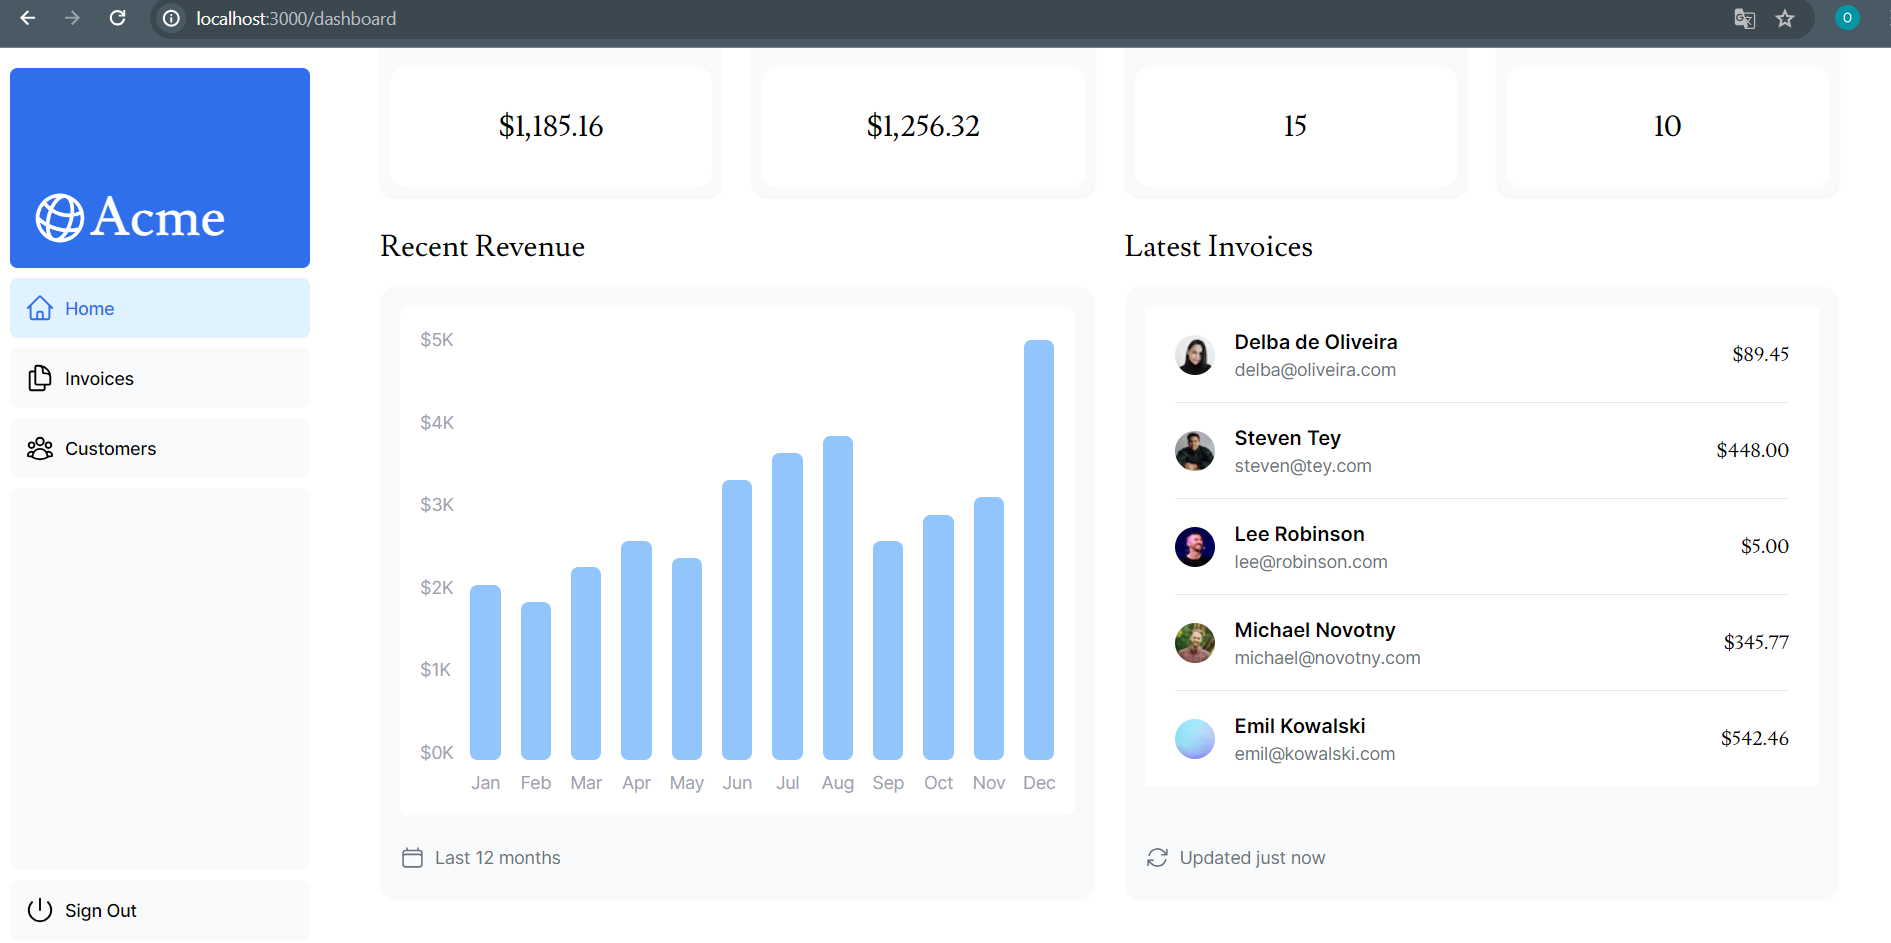 localhost:3000/dashboard
O
Acme
Home
Invoices
Customers
Sign Out
$1,185.16
$1,256.32
15
10
Recent Revenue
$5K
$4K
$3K
$2K
$1K
$0K
Jan Feb Mar Apr May Jun Jul Aug Sep Oct Nov Dec
Last 12 months
Latest Invoices
Delba de Oliveira
delba@oliveira.com
$89.45
Steven Tey
steven@tey.com
$448.00
Lee Robinson
lee@robinson.com
$5.00
Michael Novotny
michael@novotny.com
$345.77
Emil Kowalski
emil@kowalski.com
$542.46
Updated just now